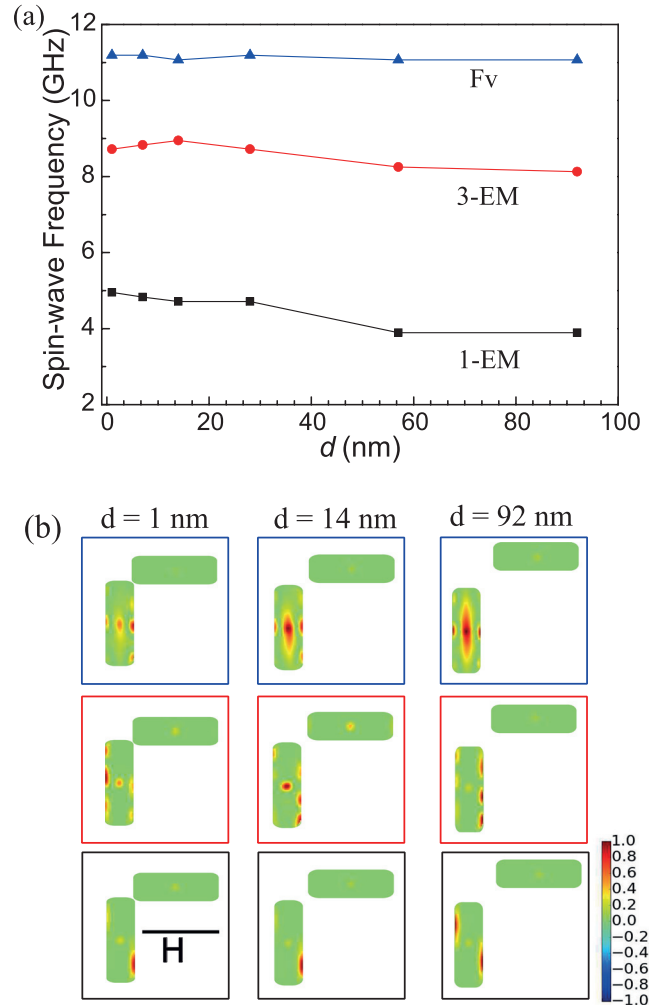 (a)
12
10
8
6
4
2
Spin-wave Frequency (GHz)
Fv
3-EM
1-EM
0 20 40 60 80 100
d (nm)
(b)
d = 1 nm d = 14 nm d = 92 nm
H
1.0
0.8
0.6
0.4
0.2
0.0
−0.2
−0.4
−0.6
−0.8
−1.0